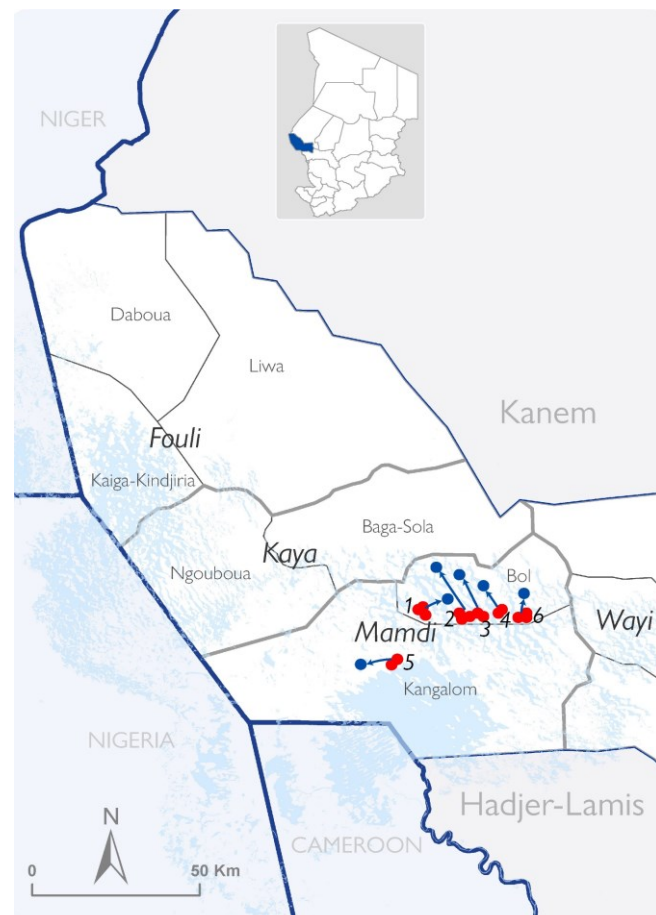 NIGER
Daboua
Liwa
Kanem
Fouli
Kaiga-Kindjiria
Baga-Sola
Kaya
Ngouboua
Bol
1
2
3
4
6
Wayi
Mamdi
5
Kangalom
NIGERIA
Hadjer-Lamis
N
CAMEROON
0
50 Km